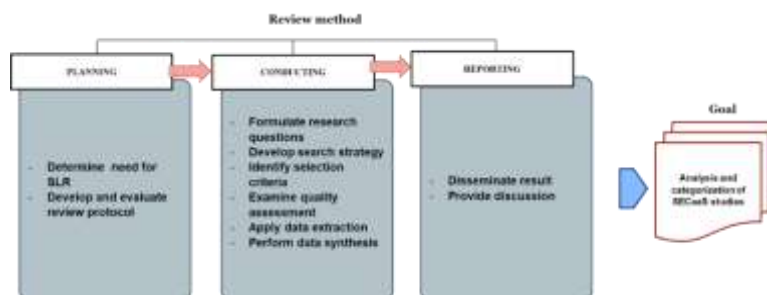 Review method
PLANNING
CONDUCTING
REPORTING
- Determine need for
SLR
- Develop and evaluate
review protocol
- Formulate research
questions
- Develop search strategy
- Identify selection
criteria
- Examine quality
assessment
- Apply data extraction
- Perform data synthesis
- Disseminate result
- Provide discussion
Goal
Analysis and
categorization of
SECaaS studies